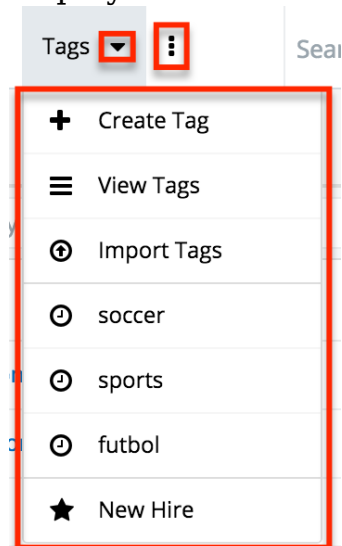 Tags
Create Tag
View Tags
Import Tags
soccer
sports
futbol
New Hire